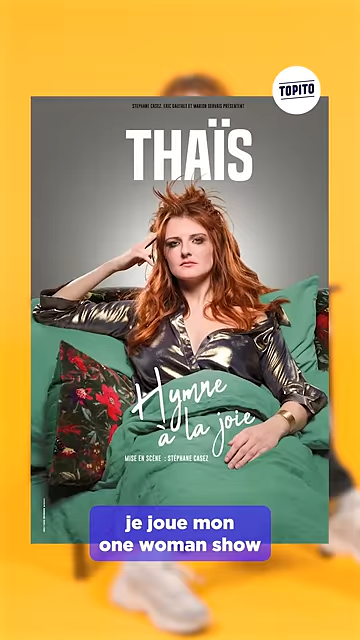 TOPITO
STÉPHANE CASEZ, ERIC GAUTHLY ET MARION SERVAIS PRÉSENTENT
THAÏS
Hymne
à la joie
MISE EN SCÈNE : STÉPHANE CASEZ
je joue mon
one woman show